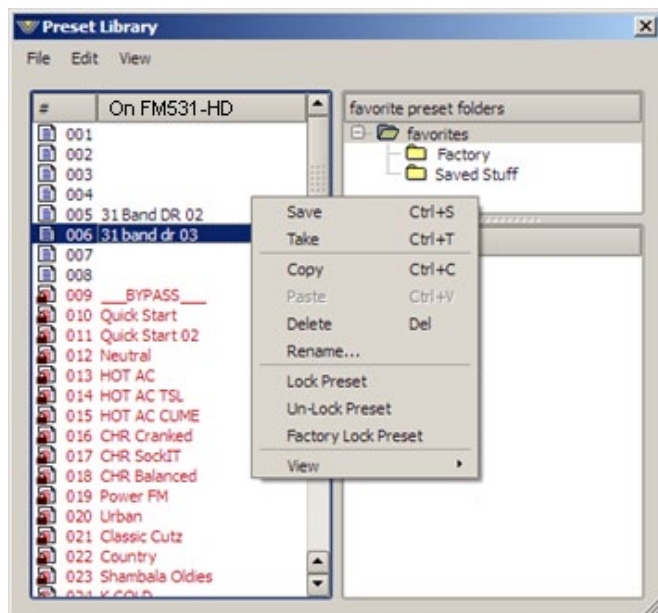 Preset Library
File Edit View
# On FM531-HD
001
002
003
004
005 31 Band DR 02
006 31 band dr 03
007
008
009 ___BYPASS___
010 Quick Start
011 Quick Start 02
012 Neutral
013 HOT AC
014 HOT AC TSL
015 HOT AC CUME
016 CHR Cranked
017 CHR SockIT
018 CHR Balanced
019 Power FM
020 Urban
021 Classic Cutz
022 Country
023 Shambala Oldies
024 K GOLD
favorite preset folders
favorites
Factory
Saved Stuff
Save Ctrl+S
Take Ctrl+T
Copy Ctrl+C
Paste Ctrl+V
Delete Del
Rename...
Lock Preset
Un-Lock Preset
Factory Lock Preset
View